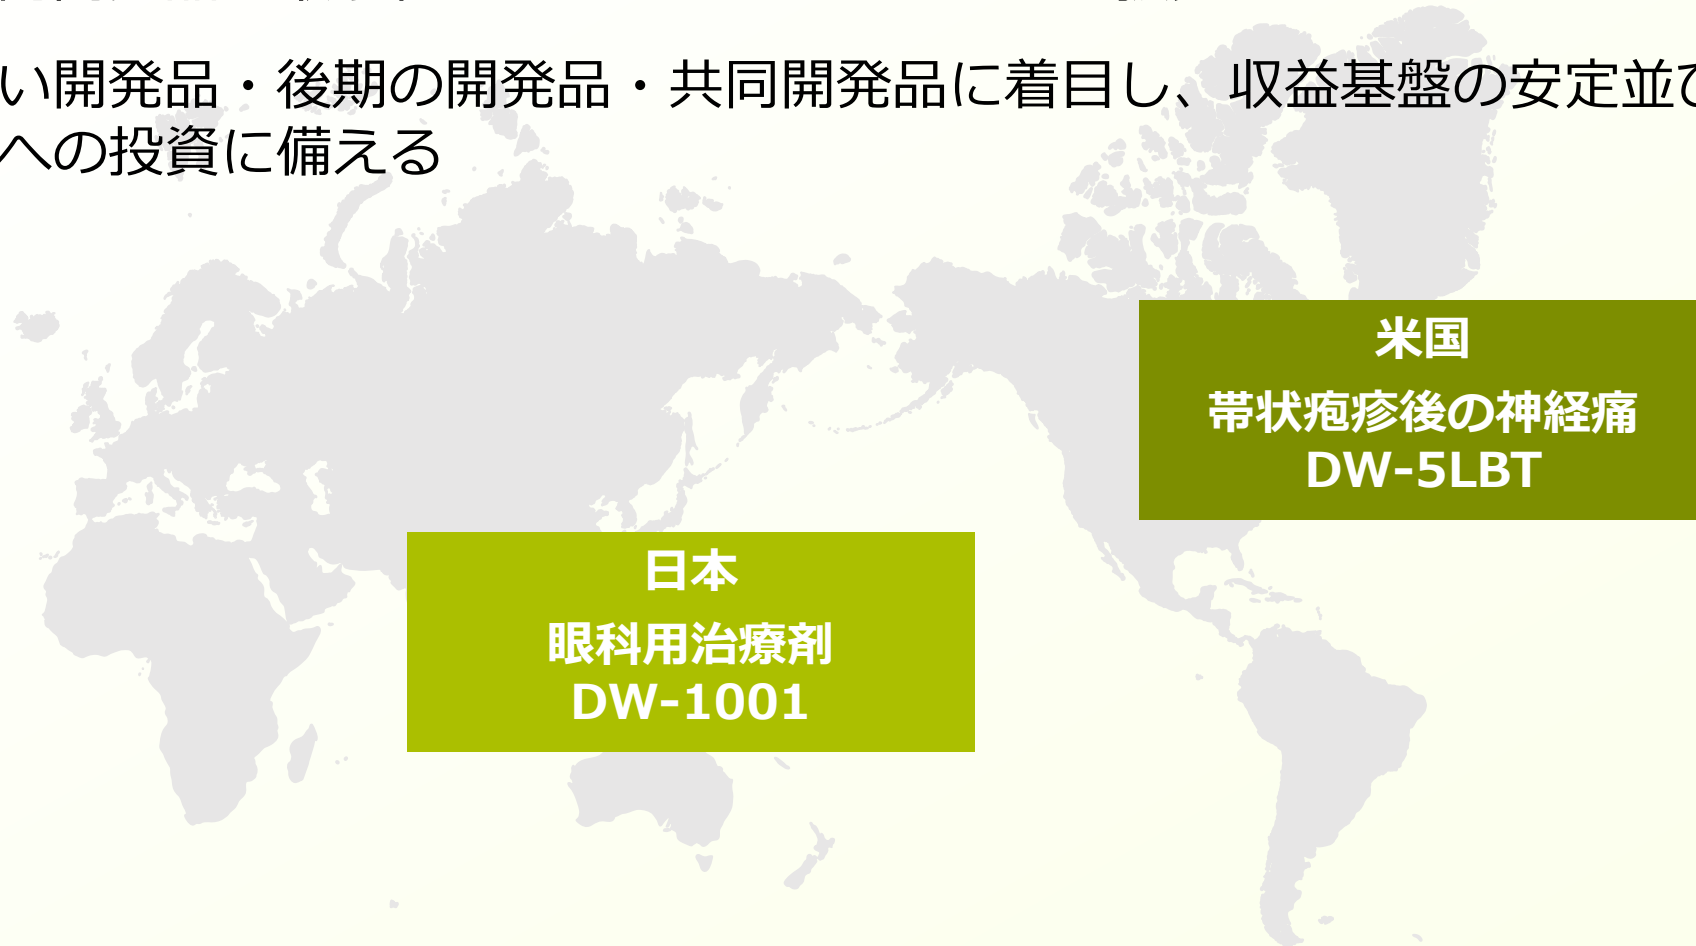 い開発品・後期の開発品・共同開発品に着目し、収益基盤の安定並び
への投資に備える
米国
帯状疱疹後の神経痛
DW-5LBT
日本
眼科用治療剤
DW-1001